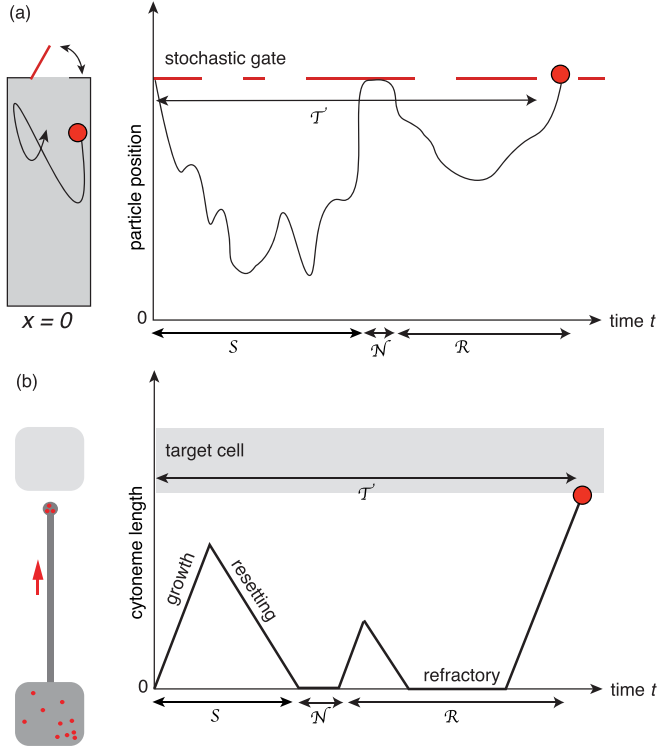 (a)
stochastic gate
𝒯
particle position
x = 0
0
time t
𝒮
𝒩
ℛ
(b)
target cell
𝒯
cytoneme length
growth
resetting
refractory
0
time t
𝒮
𝒩
ℛ